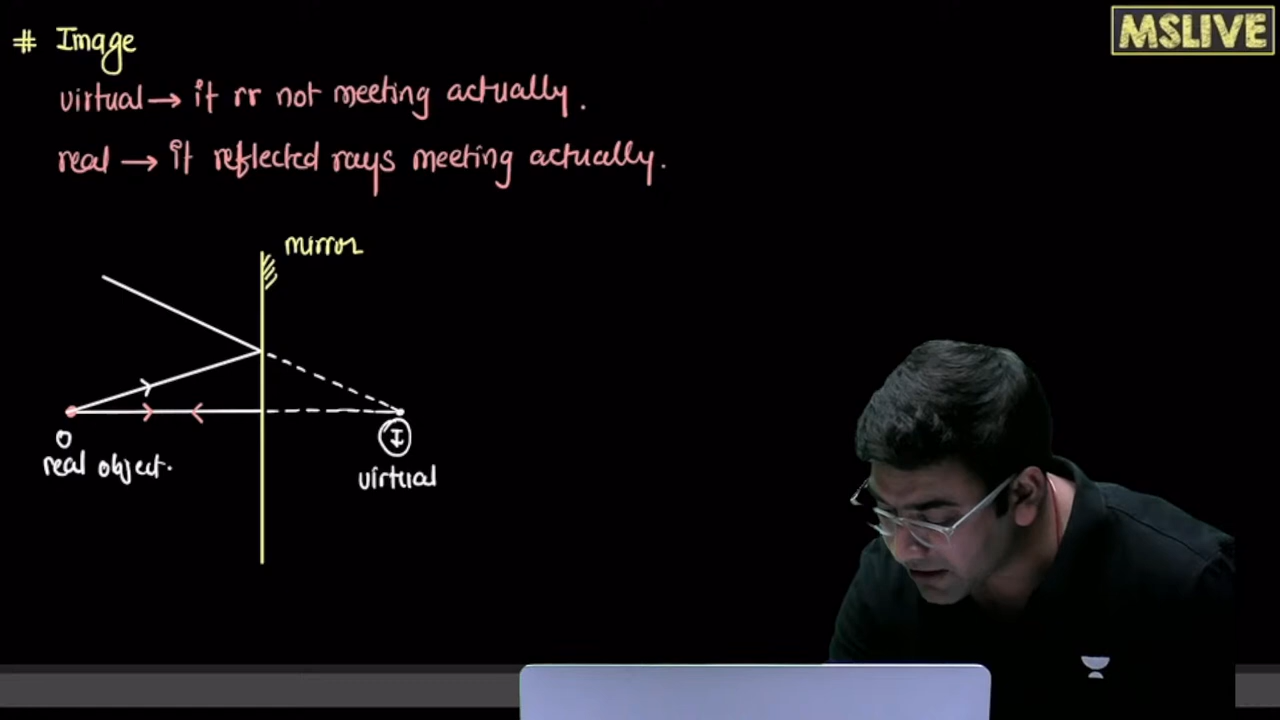 MSLIVE
# Image
virtual → if rr not meeting actually.
real → if reflected rays meeting actually.
mirror
O
real object.
I
virtual